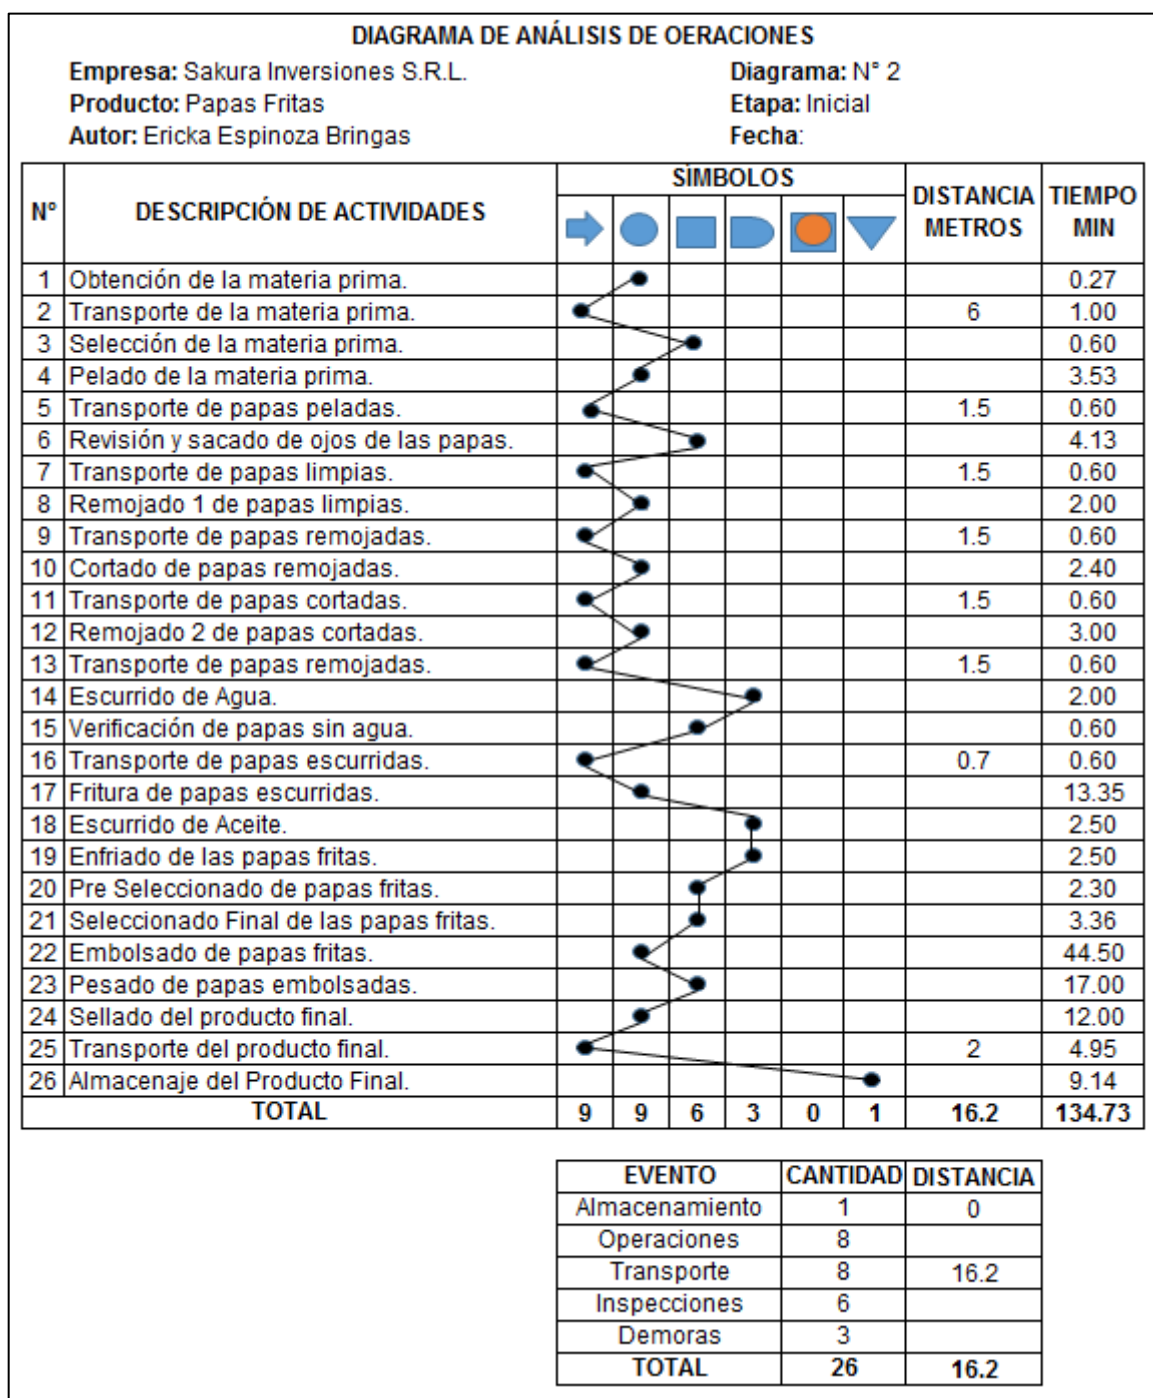 DIAGRAMA DE ANÁLISIS DE OERACIONES
Empresa: Sakura Inversiones S.R.L. Diagrama: N° 2
Producto: Papas Fritas Etapa: Inicial
Autor: Ericka Espinoza Bringas Fecha:
N° DESCRIPCIÓN DE ACTIVIDADES SÍMBOLOS DISTANCIA METROS TIEMPO MIN
1 Obtención de la materia prima. 0.27
2 Transporte de la materia prima. 6 1.00
3 Selección de la materia prima. 0.60
4 Pelado de la materia prima. 3.53
5 Transporte de papas peladas. 1.5 0.60
6 Revisión y sacado de ojos de las papas. 4.13
7 Transporte de papas limpias. 1.5 0.60
8 Remojado 1 de papas limpias. 2.00
9 Transporte de papas remojadas. 1.5 0.60
10 Cortado de papas remojadas. 2.40
11 Transporte de papas cortadas. 1.5 0.60
12 Remojado 2 de papas cortadas. 3.00
13 Transporte de papas remojadas. 1.5 0.60
14 Escurrido de Agua. 2.00
15 Verificación de papas sin agua. 0.60
16 Transporte de papas escurridas. 0.7 0.60
17 Fritura de papas escurridas. 13.35
18 Escurrido de Aceite. 2.50
19 Enfriado de las papas fritas. 2.50
20 Pre Seleccionado de papas fritas. 2.30
21 Seleccionado Final de las papas fritas. 3.36
22 Embolsado de papas fritas. 44.50
23 Pesado de papas embolsadas. 17.00
24 Sellado del producto final. 12.00
25 Transporte del producto final. 2 4.95
26 Almacenaje del Producto Final. 9.14
TOTAL 9 9 6 3 0 1 16.2 134.73
EVENTO CANTIDAD DISTANCIA
Almacenamiento 1 0
Operaciones 8
Transporte 8 16.2
Inspecciones 6
Demoras 3
TOTAL 26 16.2